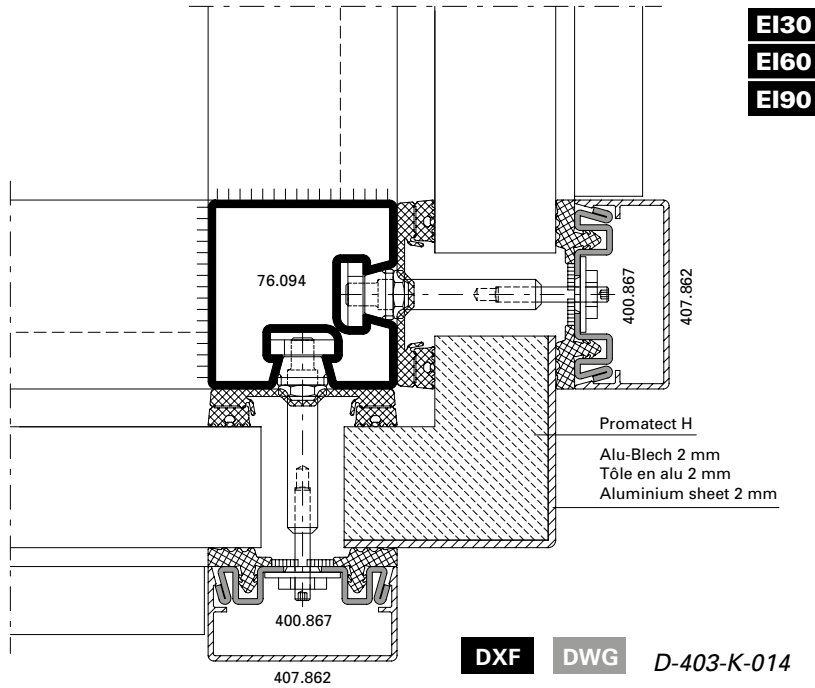 EI30
EI60
EI90
76.094
400.867
407.862
Promatect H
Alu-Blech 2 mm
Tôle en alu 2 mm
Aluminium sheet 2 mm
400.867
407.862
DXF
DWG
D-403-K-014